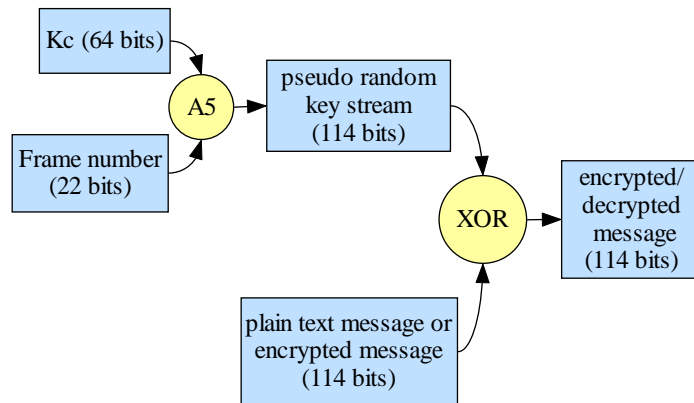 Kc (64 bits)
A5
Frame number
(22 bits)
pseudo random
key stream
(114 bits)
XOR
encrypted/
decrypted
message
(114 bits)
plain text message or
encrypted message
(114 bits)